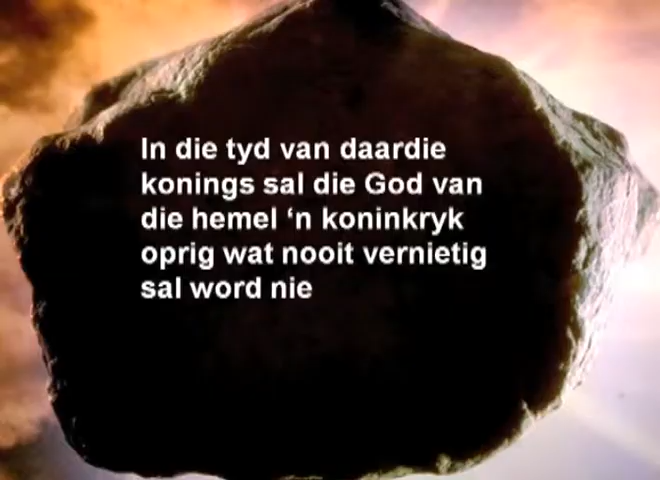 In die tyd van daardie
konings sal die God van
die hemel ‘n koninkryk
oprig wat nooit vernietig
sal word nie